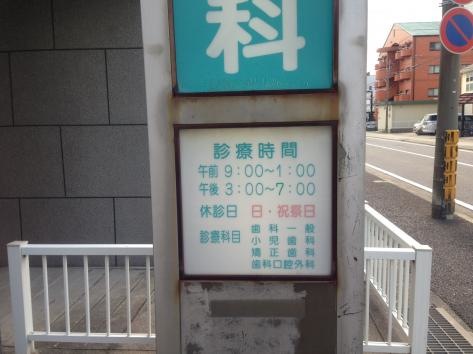 科
診療時間
午前 9:00〜1:00
午後 3:00〜7:00
休診日 日・祝祭日
診療科目 歯科一般
小児歯科
矯正歯科
歯科口腔外科